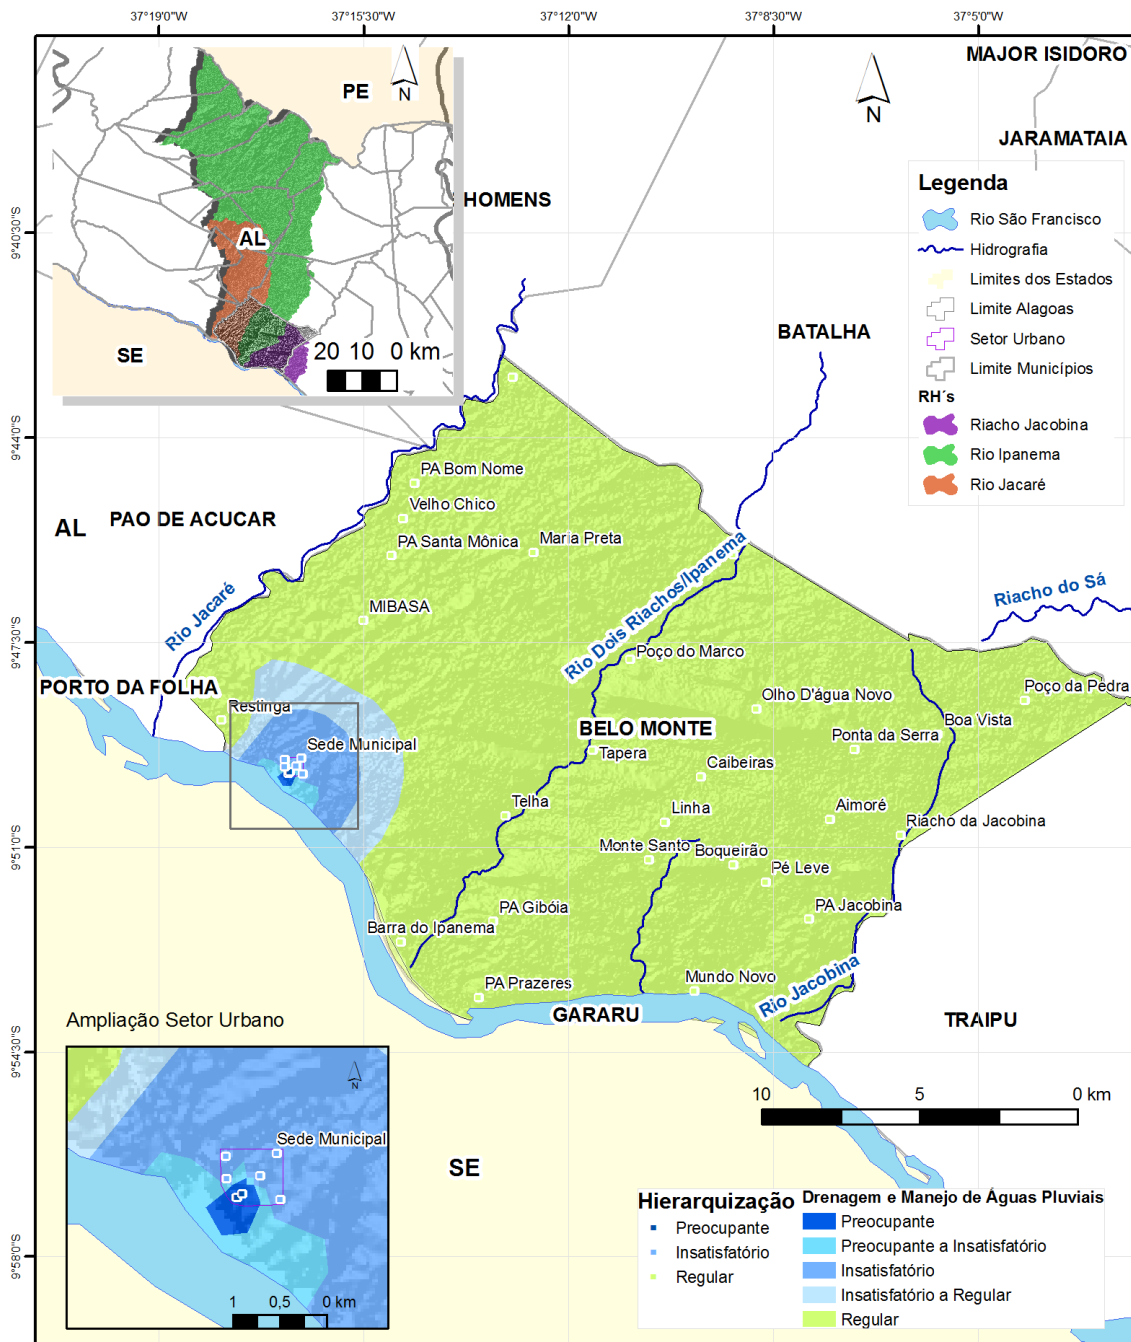 37°19'0"W
37°15'30"W
37°12'0"W
37°8'30"W
37°5'0"W
MAJOR ISIDORO
PE
N
N
JARAMATAIA
Legenda
HOMENS
Rio São Francisco
9°40'30"S
AL
Hidrografia
Limites dos Estados
Limite Alagoas
BATALHA
Setor Urbano
SE
20 10 0 km
Limite Municípios
RH´s
Riacho Jacobina
9°44'0"S
Rio Ipanema
PA Bom Nome
Rio Jacaré
Velho Chico
AL
PAO DE ACUCAR
PA Santa Mônica
Maria Preta
Rio Dois Riachos/Ipanema
Riacho do Sá
MIBASA
Rio Jacaré
9°47'30"S
Poço do Marco
PORTO DA FOLHA
Restinga
Olho D'água Novo
Poço da Pedra
Boa Vista
BELO MONTE
Ponta da Serra
Sede Municipal
Tapera
Caibeiras
Telha
Linha
Aimoré
Riacho da Jacobina
9°51'0"S
Monte Santo
Boqueirão
Pé Leve
PA Gibóia
PA Jacobina
Barra do Ipanema
PA Prazeres
Mundo Novo
Rio Jacobina
GARARU
TRAIPU
Ampliação Setor Urbano
9°54'30"S
N
10 5 0 km
Sede Municipal
SE
Hierarquização
Preocupante
Insatisfatório
Regular
Drenagem e Manejo de Águas Pluviais
Preocupante
Preocupante a Insatisfatório
Insatisfatório
Insatisfatório a Regular
Regular
9°58'0"S
1 0,5 0 km